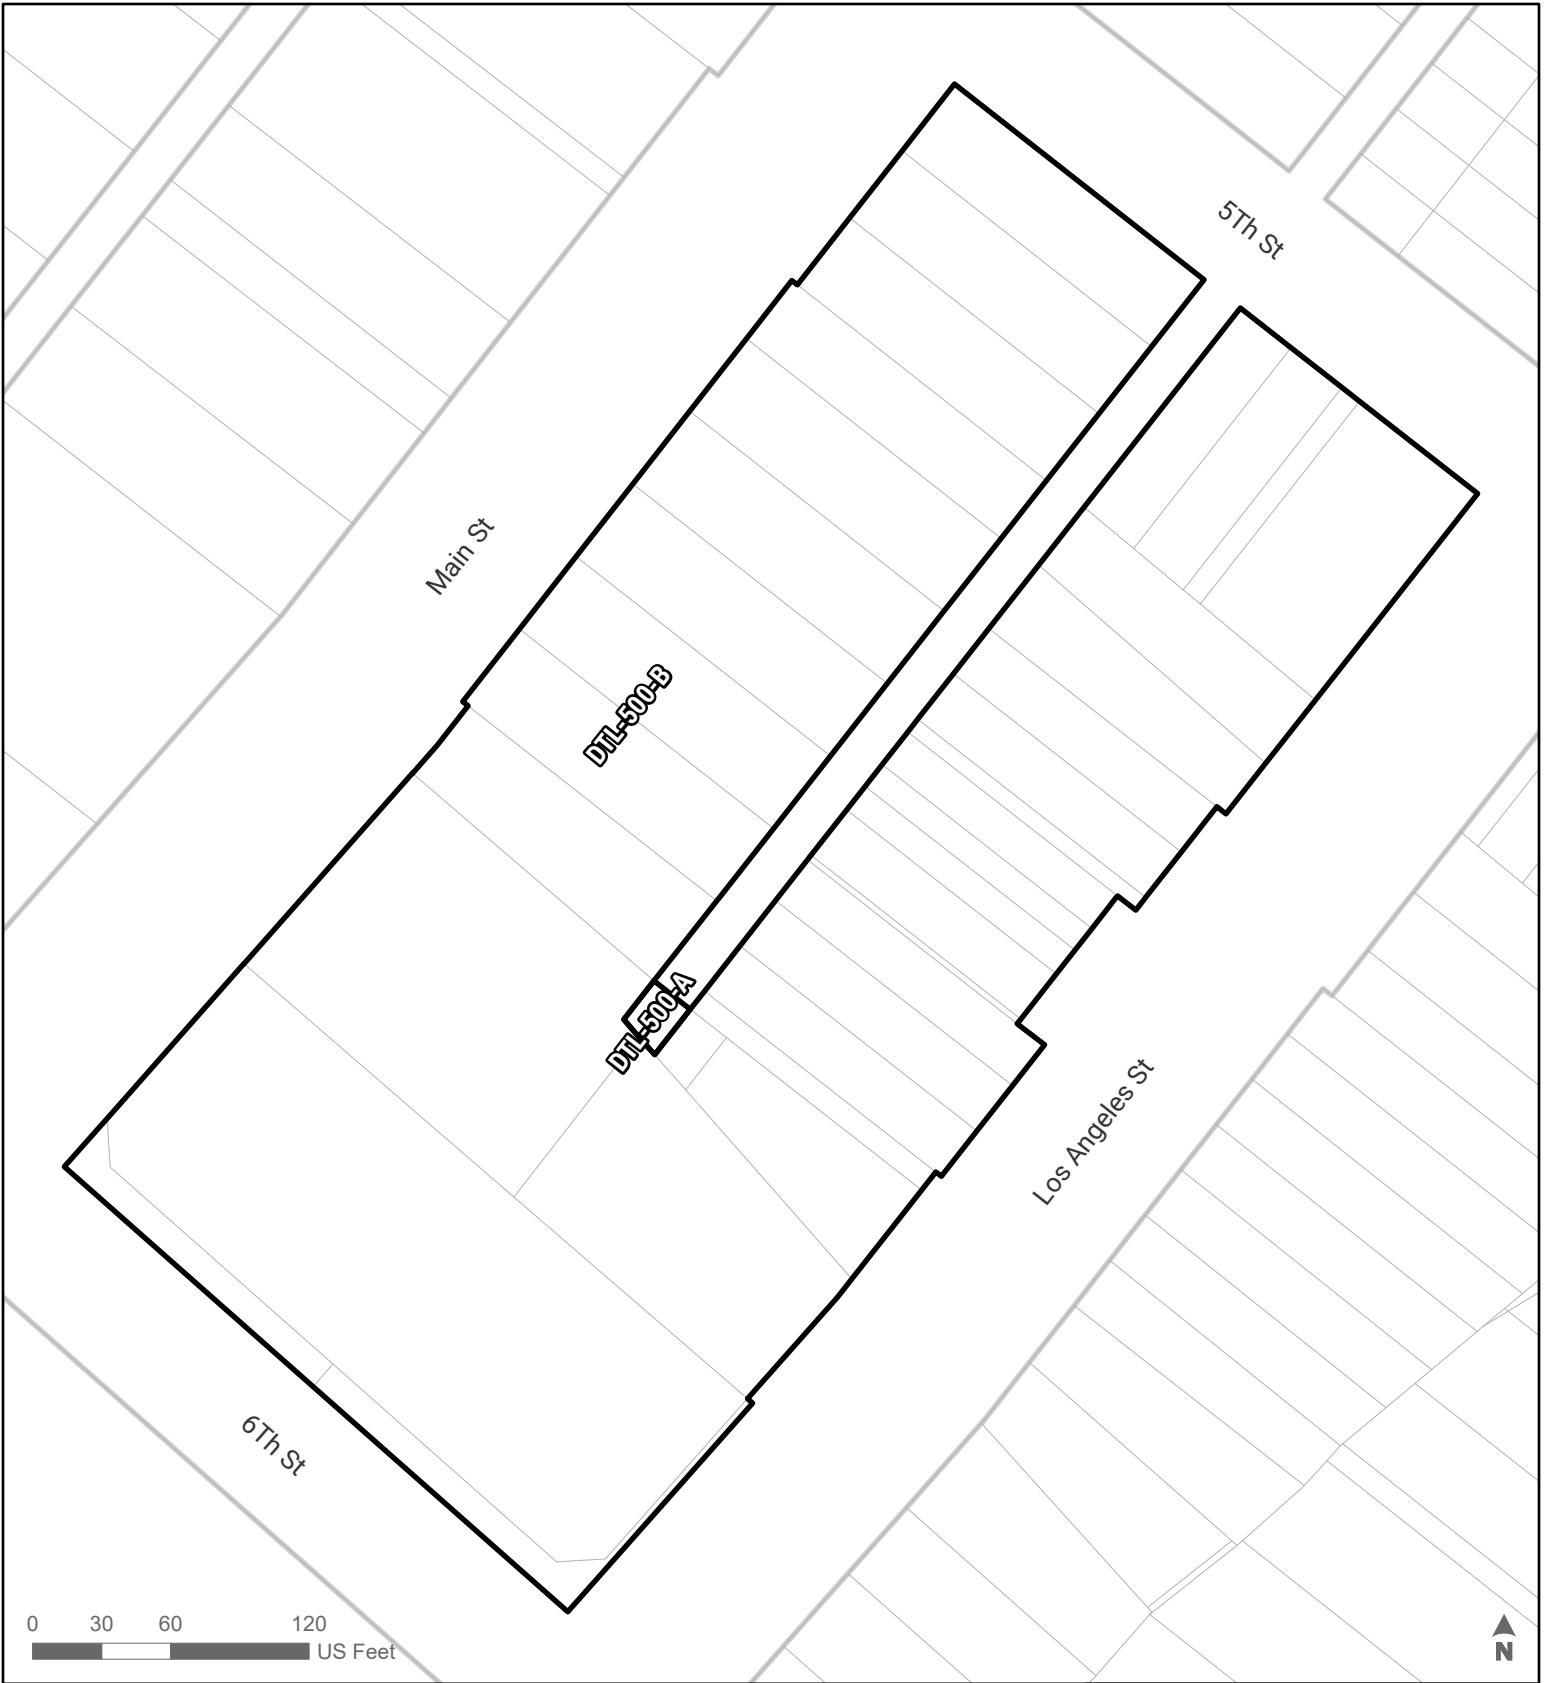 5Th St
Main St
DTL-500-B
DTL-500-A
Los Angeles St
6Th St
0 30 60 120
US Feet
N